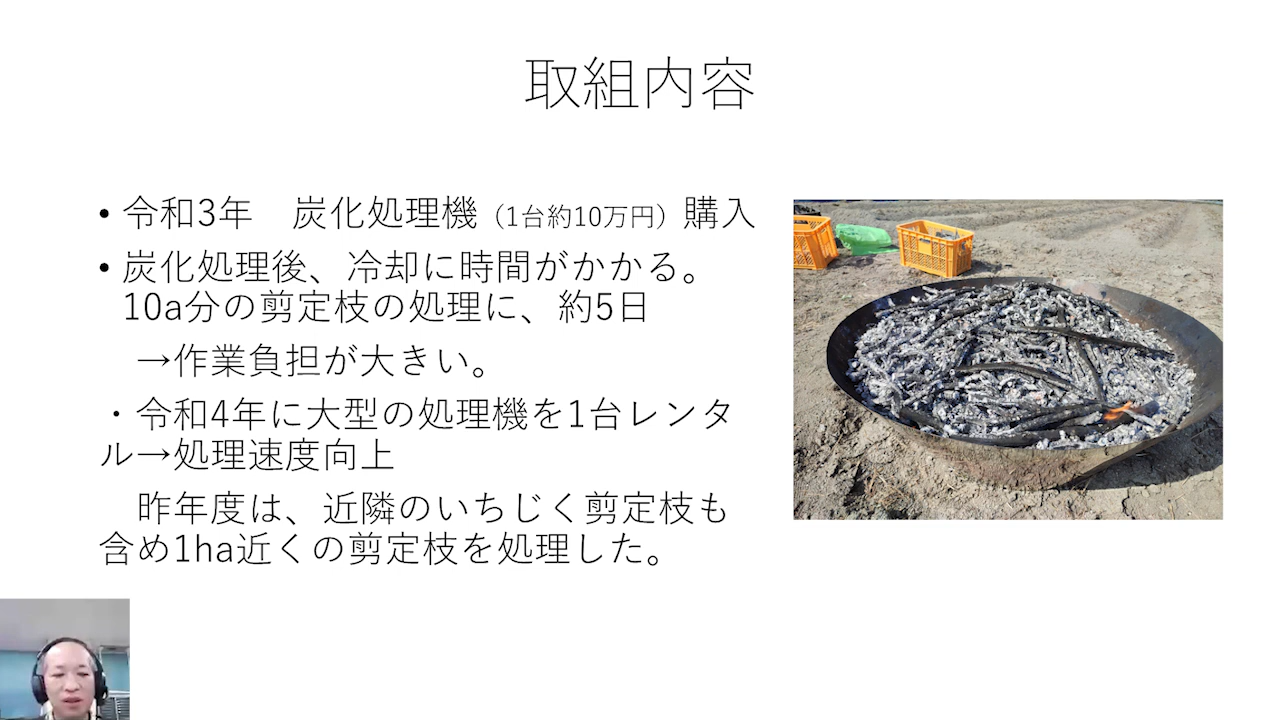 取組内容
• 令和3年　炭化処理機（1台約10万円）購入
• 炭化処理後、冷却に時間がかかる。
10a分の剪定枝の処理に、約5日
→作業負担が大きい。
・令和4年に大型の処理機を1台レンタ
ル→処理速度向上
昨年度は、近隣のいちじく剪定枝も
含め1ha近くの剪定枝を処理した。